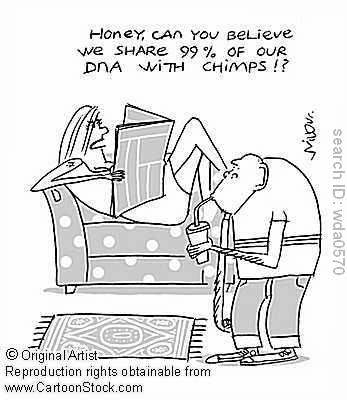 HONEY, CAN YOU BELIEVE
WE SHARE 99% OF OUR
DNA WITH CHIMPS!?
search ID: wda0570
© Original Artist
Reproduction rights obtainable from
www.CartoonStock.com